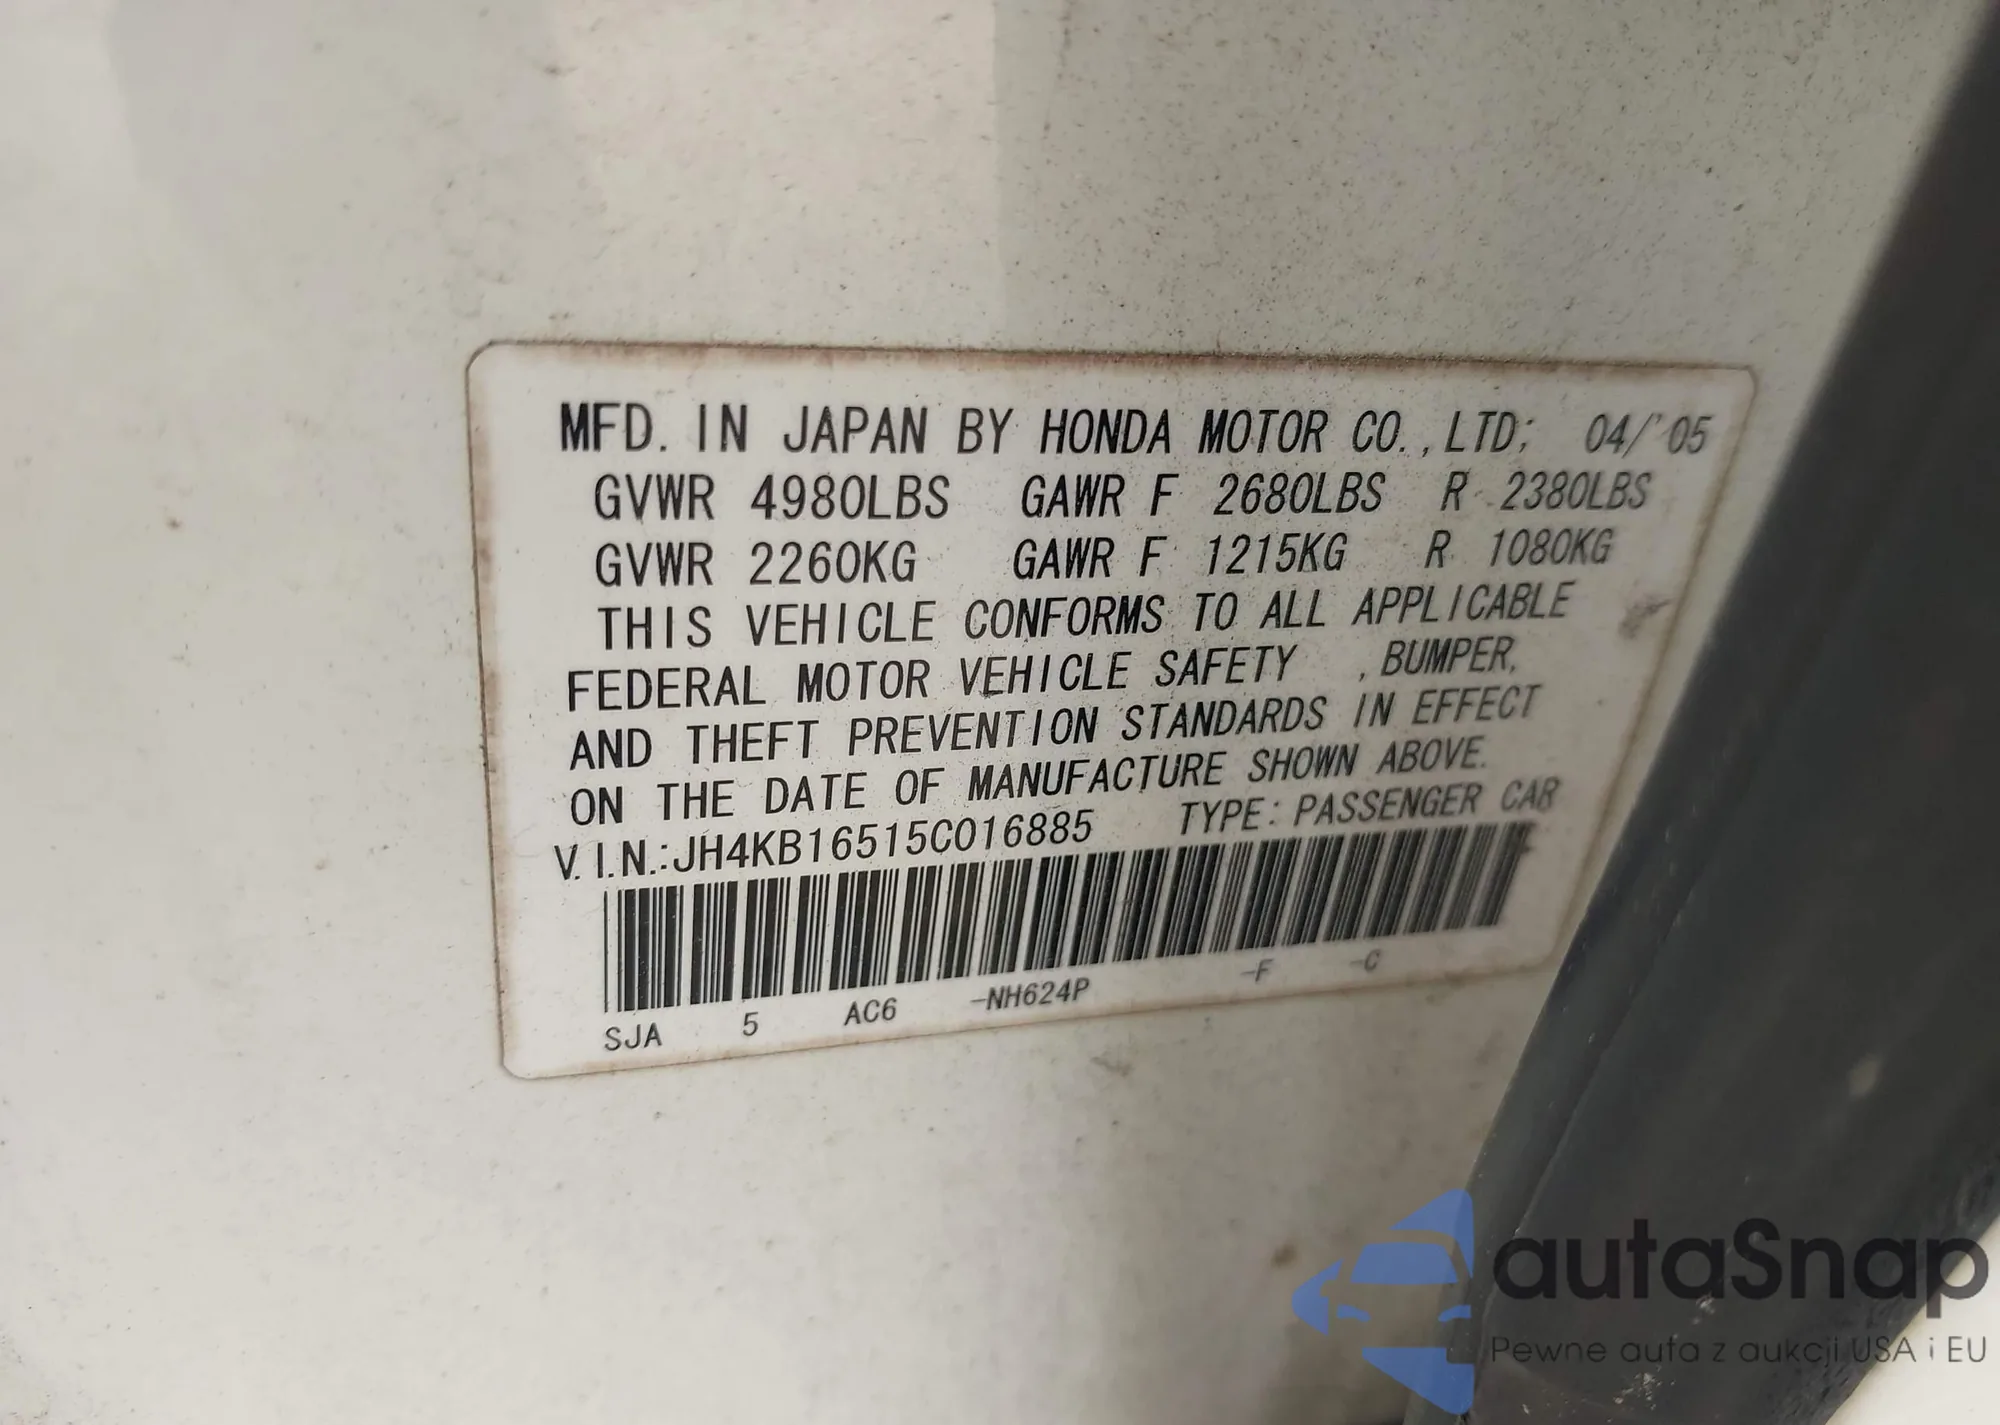 MFD. IN JAPAN BY HONDA MOTOR CO.,LTD; 04/'05
GVWR 4980LBS GAWR F 2680LBS R 2380LBS
GVWR 2260KG GAWR F 1215KG R 1080KG
THIS VEHICLE CONFORMS TO ALL APPLICABLE
FEDERAL MOTOR VEHICLE SAFETY , BUMPER,
AND THEFT PREVENTION STANDARDS IN EFFECT
ON THE DATE OF MANUFACTURE SHOWN ABOVE.
V.I.N.:JH4KB16515C016885 TYPE: PASSENGER CAR
SJA 5 AC6 -NH624P -F -C
autaSnap
Pewne auta z aukcji USA i EU